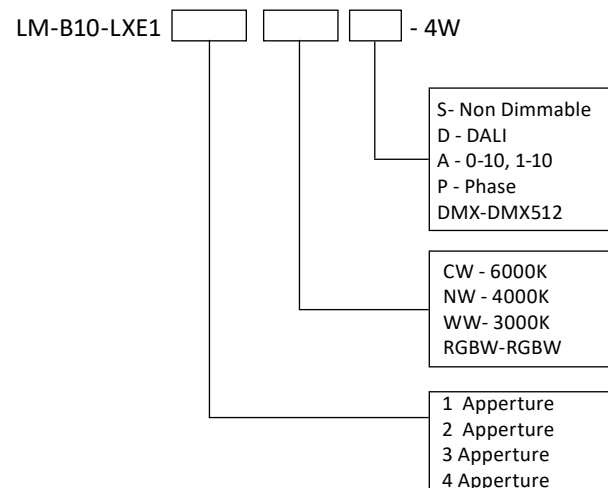 LM-B10-LXE1 - 4W
S- Non Dimmable
D - DALI
A - 0-10, 1-10
P - Phase
DMX-DMX512
CW - 6000K
NW - 4000K
WW- 3000K
RGBW-RGBW
1 Apperture
2 Apperture
3 Apperture
4 Apperture